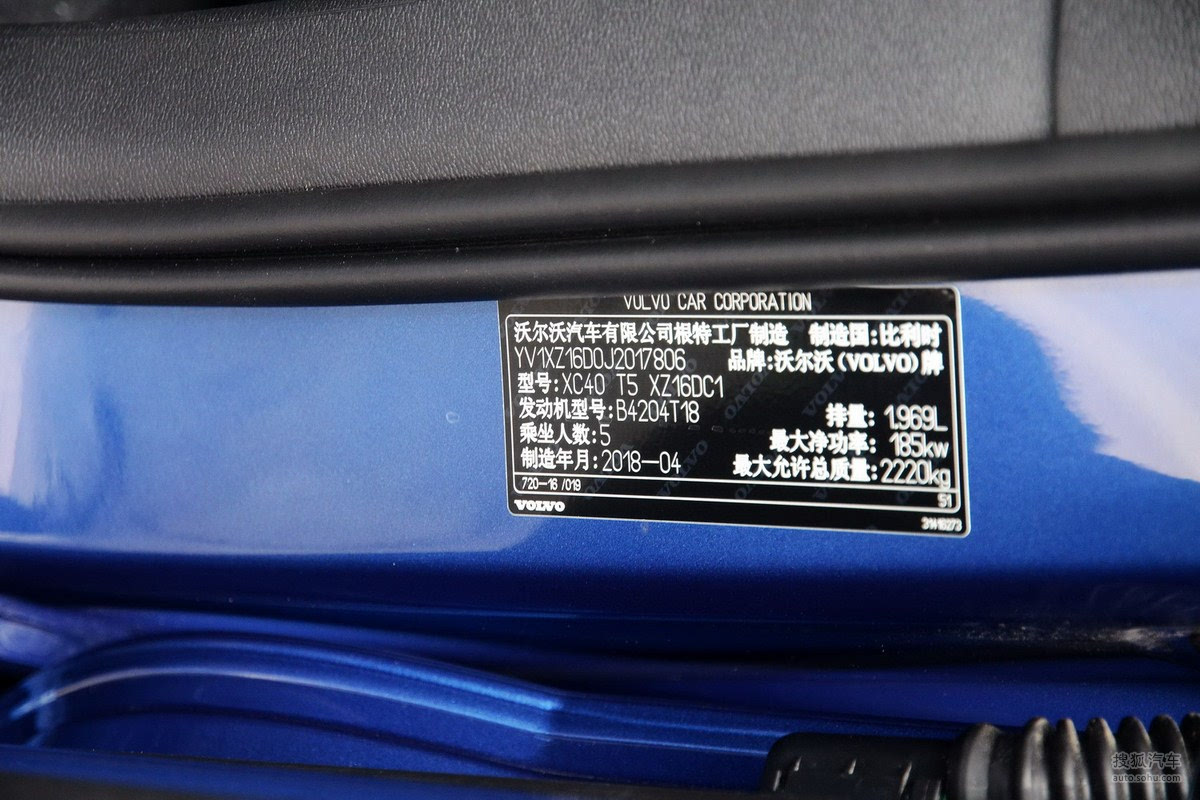 VOLVO CAR CORPORATION
沃尔沃汽车有限公司根特工厂制造 制造国:比利时
YV1XZ16D0J2017806 品牌:沃尔沃(VOLVO)牌
型号:XC40 T5 XZ16DC1
发动机型号:B4204T18 排量: 1.969L
乘坐人数:5 最大净功率: 185kw
制造年月:2018-04 最大允许总质量:2220kg
720-16 /019 S1
VOLVO 31416273
搜狐汽车
auto.sohu.com